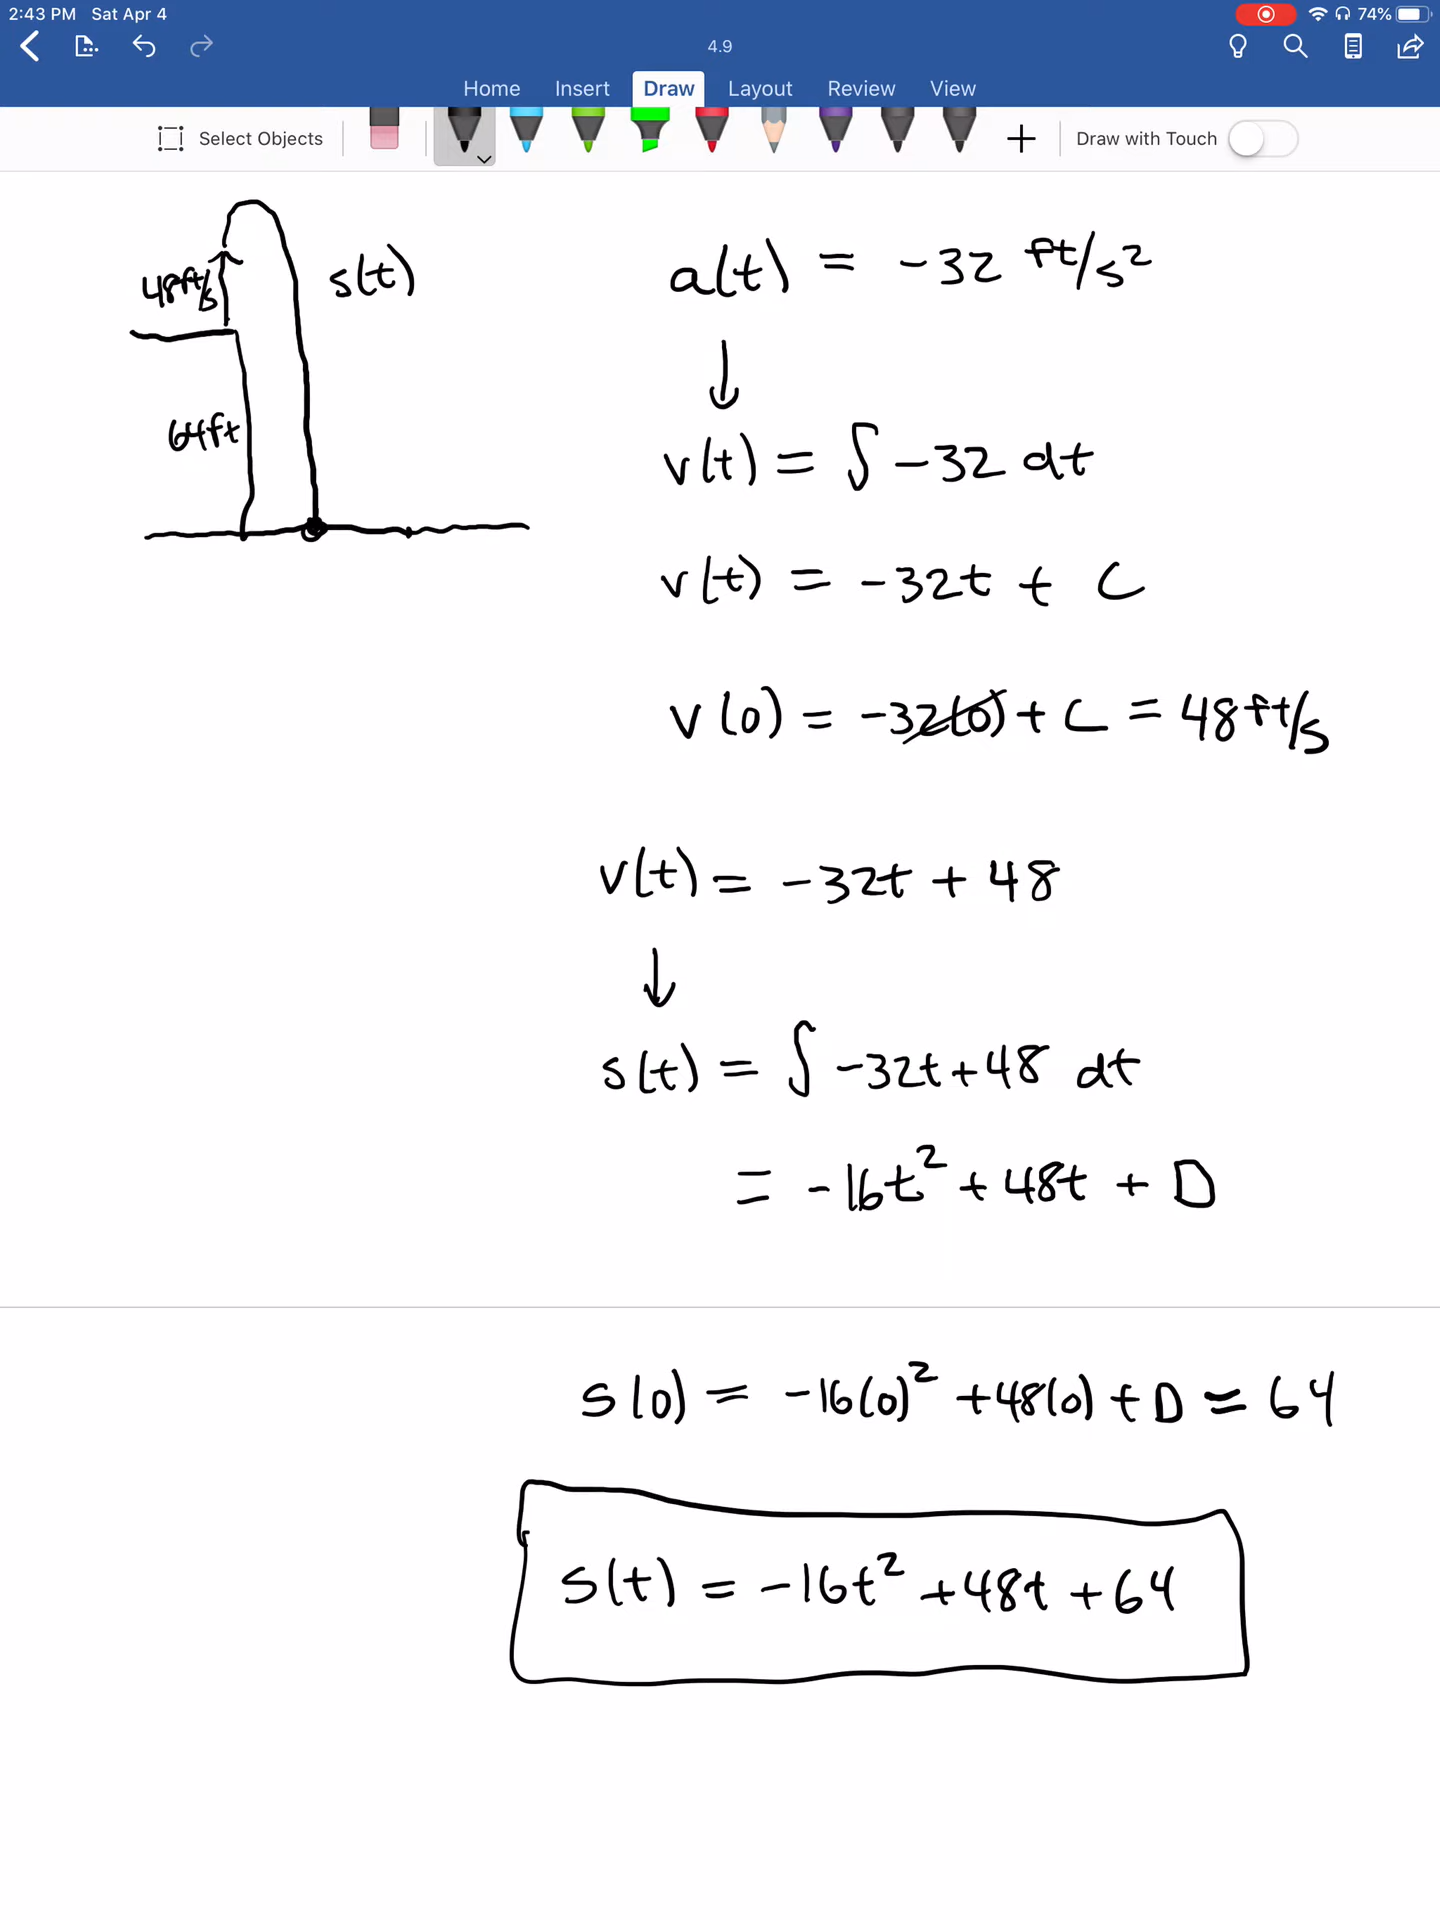 2:43 PM Sat Apr 4
74%
4.9
Home Insert Draw Layout Review View
Select Objects
Draw with Touch
48ft/s
s(t)
64ft
a(t) = -32 ft/s²
v(t) = ∫ -32 dt
v(t) = -32t + C
v(0) = -32(0) + C = 48ft/s
v(t) = -32t + 48
s(t) = ∫ -32t+48 dt
= -16t² + 48t + D
s(0) = -16(0)² +48(0) + D = 64
s(t) = -16t² +48t +64